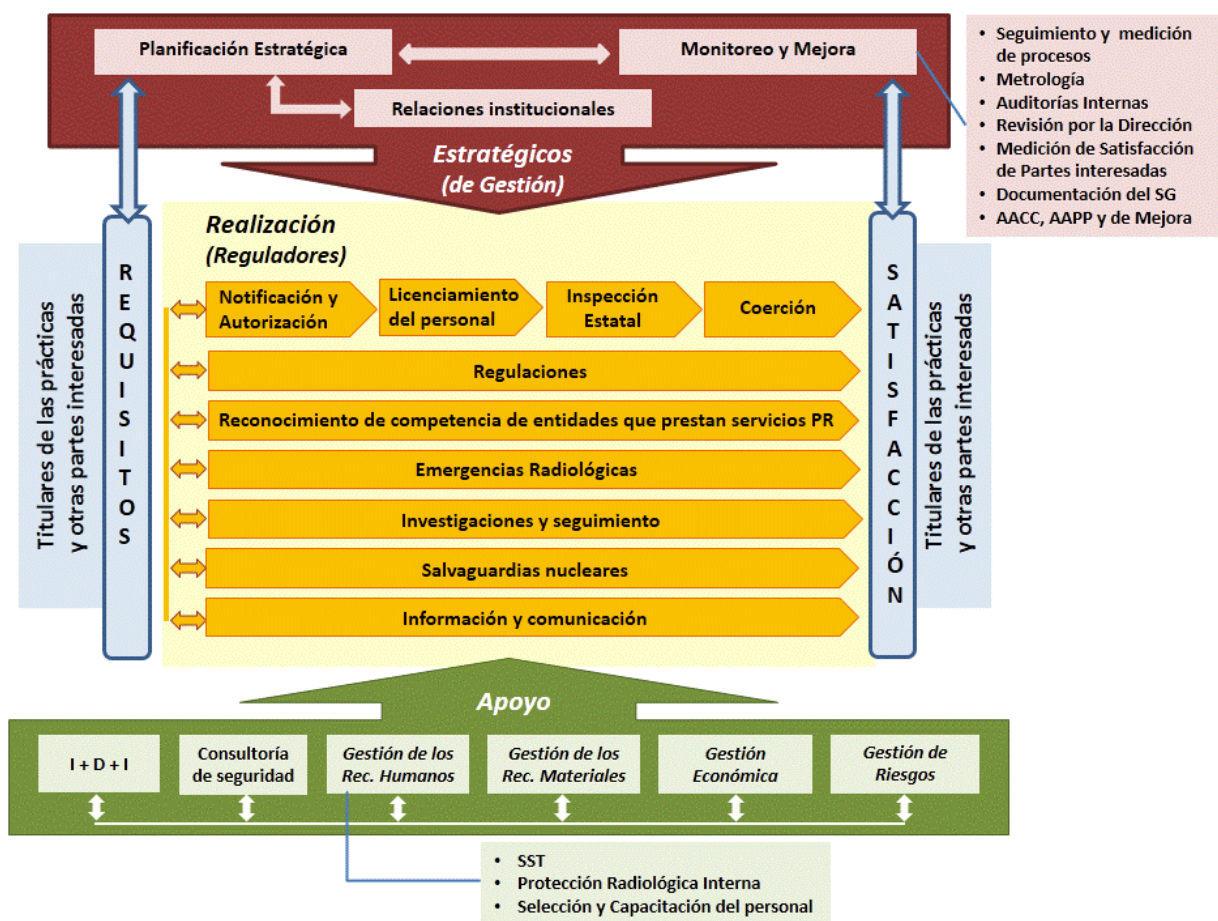 Planificación Estratégica
Monitoreo y Mejora
Relaciones institucionales
Estratégicos
(de Gestión)
• Seguimiento y medición
de procesos
• Metrología
• Auditorías Internas
• Revisión por la Dirección
• Medición de Satisfacción
de Partes interesadas
• Documentación del SG
• AACC, AAPP y de Mejora
Titulares de las prácticas
y otras partes interesadas
REQUISITOS
Realización
(Reguladores)
Notificación y
Autorización
Licenciamiento
del personal
Inspección
Estatal
Coerción
Regulaciones
Reconocimiento de competencia de entidades que prestan servicios PR
Emergencias Radiológicas
Investigaciones y seguimiento
Salvaguardias nucleares
Información y comunicación
SATISFACCIÓN
Titulares de las prácticas
y otras partes interesadas
Apoyo
I + D + I
Consultoría
de seguridad
Gestión de los
Rec. Humanos
Gestión de los
Rec. Materiales
Gestión
Económica
Gestión de
Riesgos
• SST
• Protección Radiológica Interna
• Selección y Capacitación del personal